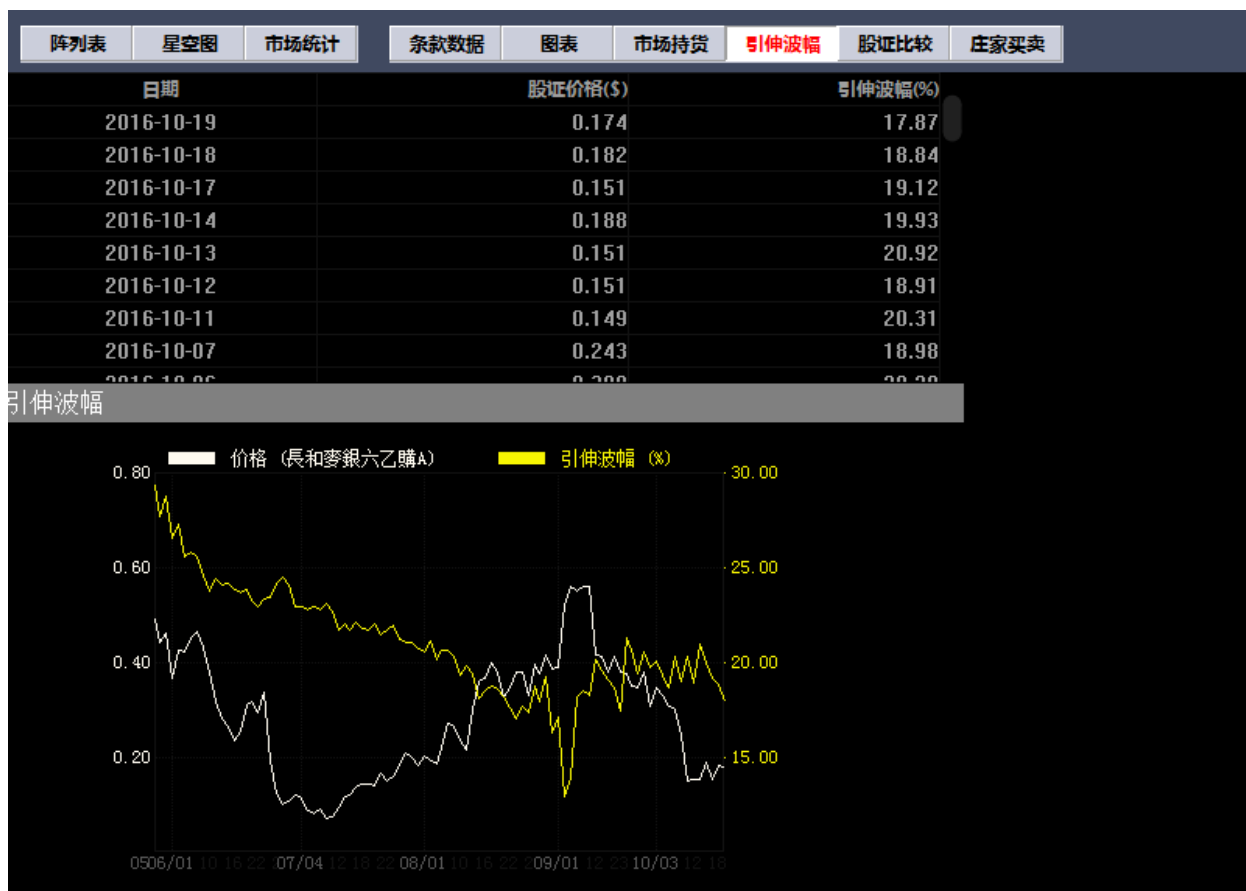 阵列表 星空图 市场统计 条款数据 图表 市场持货 引伸波幅 股证比较 庄家买卖
日期 股证价格($) 引伸波幅(%)
2016-10-19 0.174 17.87
2016-10-18 0.182 18.84
2016-10-17 0.151 19.12
2016-10-14 0.188 19.93
2016-10-13 0.151 20.92
2016-10-12 0.151 18.91
2016-10-11 0.149 20.31
2016-10-07 0.243 18.98
引伸波幅
价格 (長和麥銀六乙購A) 引伸波幅 (%)
0.80 30.00
0.60 25.00
0.40 20.00
0.20 15.00
0506/01 10 16 22 07/04 12 18 22 08/01 10 16 22 09/01 12 23 10/03 12 18